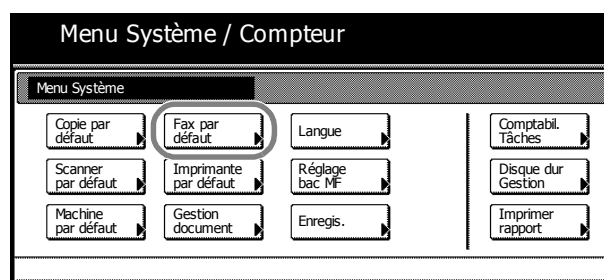 Menu Système / Compteur
Menu Système
Copie par
défaut
Fax par
défaut
Langue
Comptabil.
Tâches
Scanner
par défaut
Imprimante
par défaut
Réglage
bac MF
Disque dur
Gestion
Machine
par défaut
Gestion
document
Enregis.
Imprimer
rapport